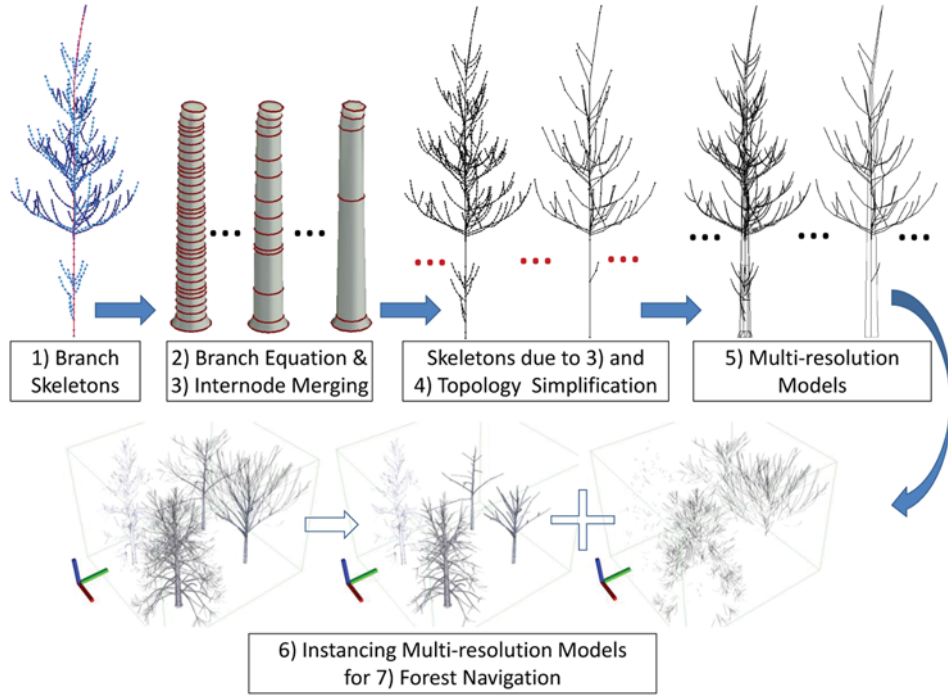 1) Branch
Skeletons
2) Branch Equation &
3) Internode Merging
Skeletons due to 3) and
4) Topology Simplification
5) Multi-resolution
Models
6) Instancing Multi-resolution Models
for 7) Forest Navigation